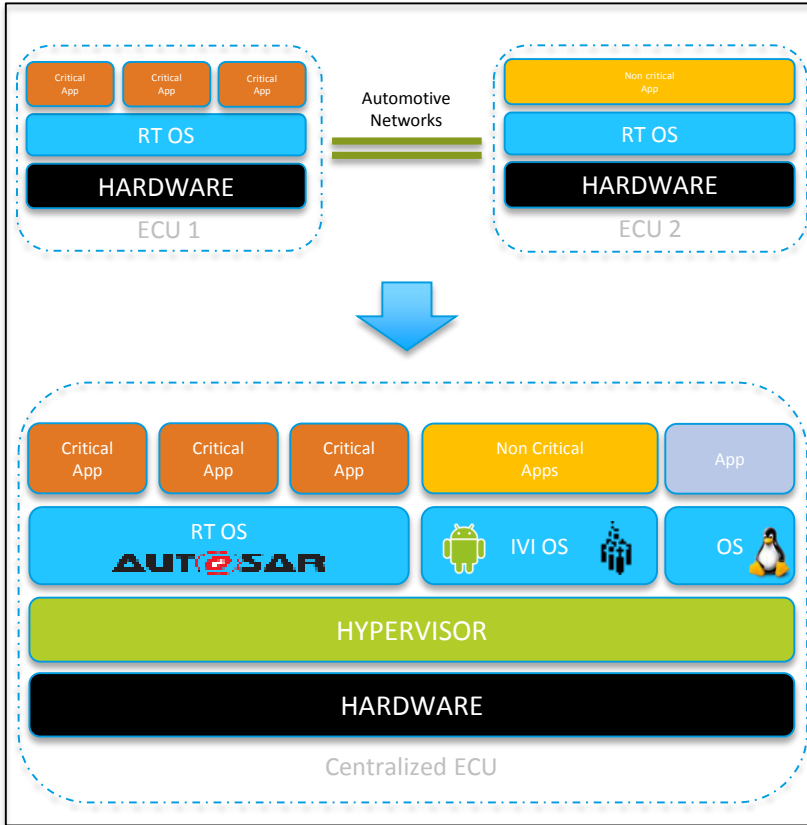 Critical
App
Critical
App
Critical
App
RT OS
HARDWARE
ECU 1
Automotive
Networks
Non critical
App
RT OS
HARDWARE
ECU 2
Critical
App
Critical
App
Critical
App
Non Critical
Apps
App
RT OS
AUTOSAR
IVI OS
OS
HYPERVISOR
HARDWARE
Centralized ECU